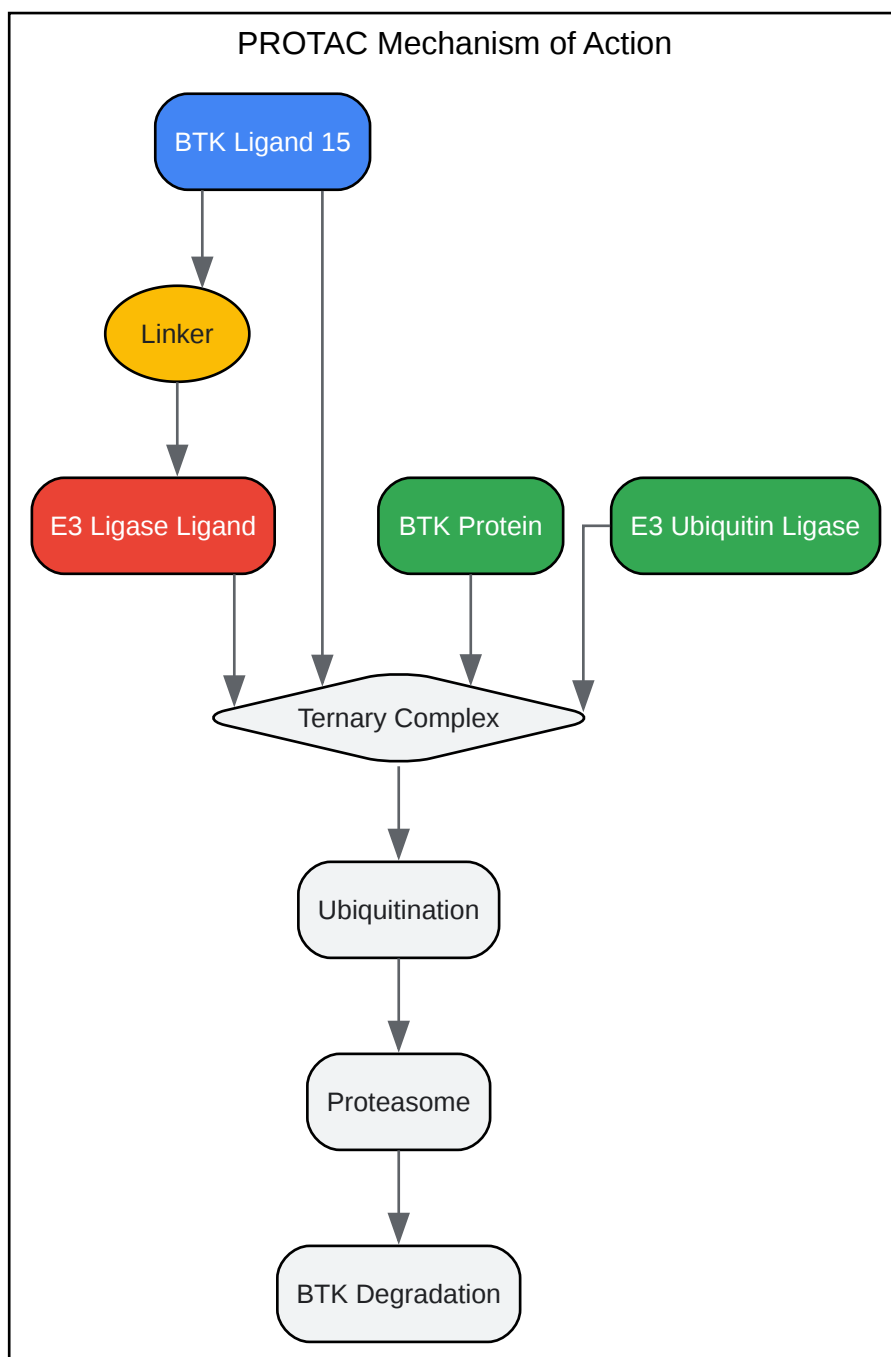 PROTAC Mechanism of Action
BTK Ligand 15
Linker
E3 Ligase Ligand
BTK Protein
E3 Ubiquitin Ligase
Ternary Complex
Ubiquitination
Proteasome
BTK Degradation